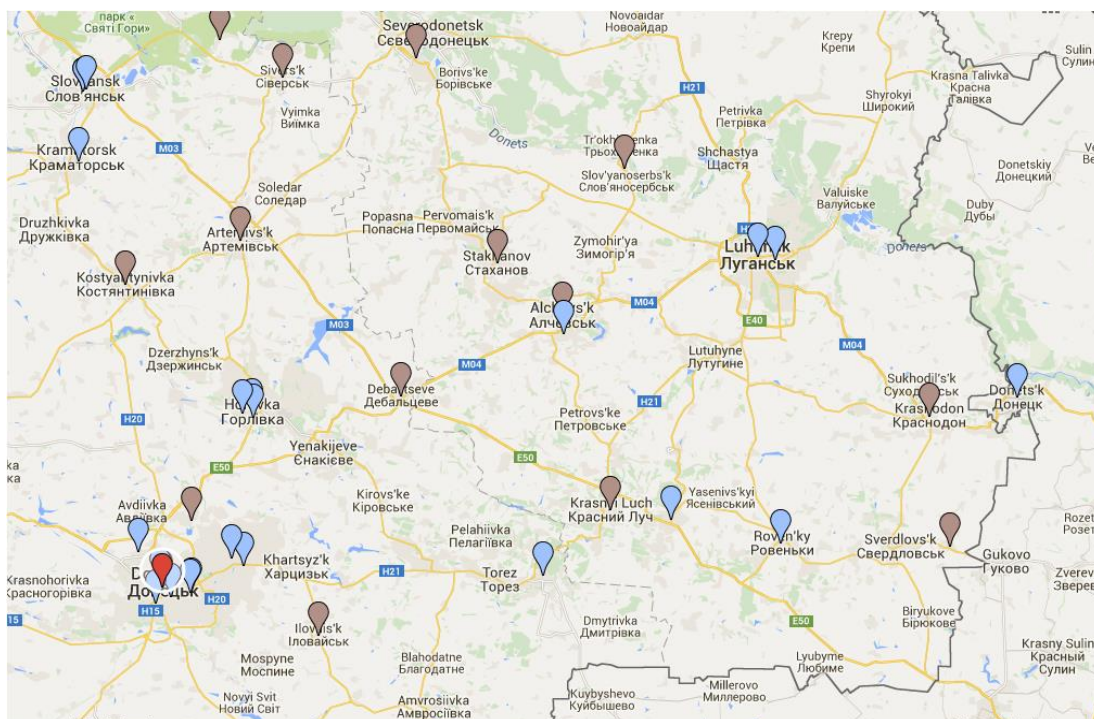 парк «
Святі Гори»
Severodonetsk
Сєвєродонецьк
Novoaidar
Новоайдар
Krepy
Крепи
Sulin
Сулин
Sivers'k
Сіверськ
Borivs'ke
Борівське
Krasna Talivka
Красна
Талівка
Slov'jansk
Слов'янськ
H21
Shyrokyi
Широкий
Vyimka
Виїмка
Petrivka
Петрівка
Donets
Kramatorsk
Краматорськ
M03
Tr'okhizbenka
Трьохізбенка
Shchastya
Щастя
Donetskiy
Донецкий
Slov'yanoserbs'k
Слов'яносербськ
Soledar
Соледар
Valuiske
Валуйське
Duby
Дубы
Druzhkivka
Дружківка
Artemivs'k
Артемівськ
Popasna
Попасна
Pervomais'k
Первомайськ
Stakhanov
Стаханов
Zymohir'ya
Зимогір'я
Luhans'k
Луганськ
Donets
Kostyantynivka
Костянтинівка
Alchevs'k
Алчевськ
M04
E40
M03
Dzerzhyns'k
Дзержинськ
M04
Lutuhyne
Лутугине
M04
Debaltseve
Дебальцеве
Sukhodil's'k
Суходільськ
Donets'k
Донецк
Krasnodon
Краснодон
Horlivka
Горлівка
H20
Petrovs'ke
Петровське
H21
Yenakijeve
Єнакієве
E50
E50
Avdiivka
Авдіївка
Kirovs'ke
Кіровське
Krasnyi Luch
Красний Луч
Yasenivs'kyi
Ясенівський
Pelahiivka
Пелагіївка
Rovén'ky
Ровеньки
Sverdlovs'k
Свердловськ
Gukovo
Гуково
Krasnohorivka
Красногорівка
Донецьк
Khartsyz'k
Харцизьк
H21
Torez
Торез
H15
H20
Ilovais'k
Іловайськ
Dmytrivka
Дмитрівка
E50
Biryukove
Бірюкове
Krasny Sulin
Красный
Сулин
Mospyne
Моспине
Blahodatne
Благодатне
Lyubyme
Любиме
Novyi Svit
Новий Світ
Amvrosiivka
Амвросіївка
Kuybyshevo
Куйбышево
Millerovo
Миллерово